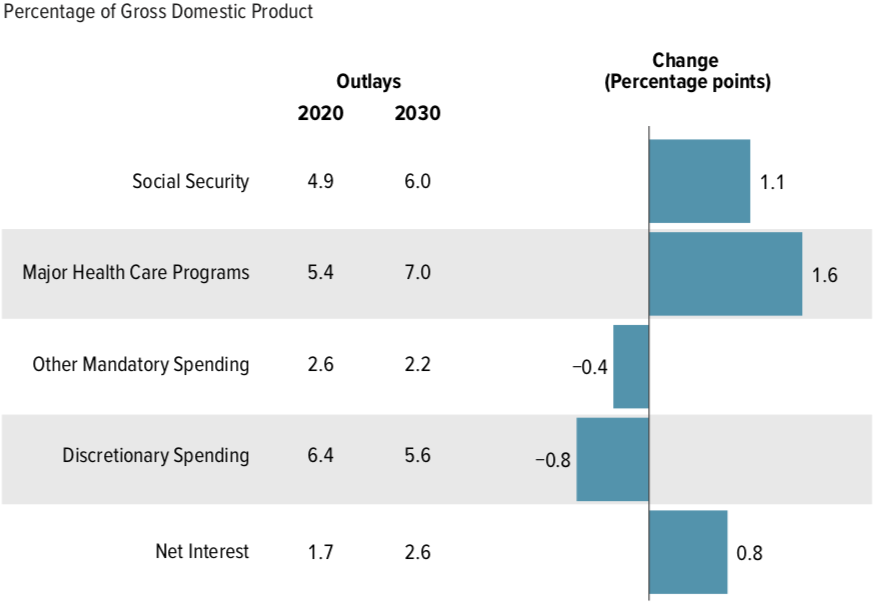 Percentage of Gross Domestic Product
Change
(Percentage points)
Outlays
2020 2030
Social Security 4.9 6.0 1.1
Major Health Care Programs 5.4 7.0 1.6
Other Mandatory Spending 2.6 2.2 −0.4
Discretionary Spending 6.4 5.6 −0.8
Net Interest 1.7 2.6 0.8